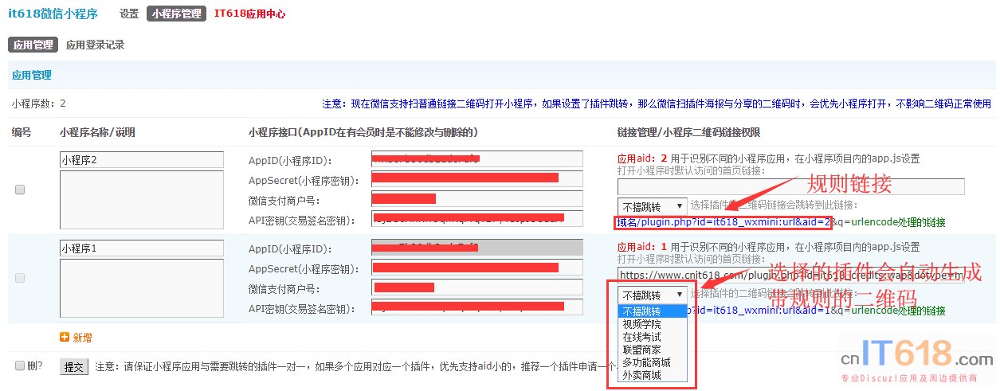 it618微信小程序 设置 小程序管理 IT618应用中心
应用管理 应用登录记录
应用管理
小程序数: 2 注意: 现在微信支持扫普通链接二维码打开小程序, 如果设置了插件跳转, 那么微信扫插件海报与分享的二维码时, 会优先小程序打开, 不影响二维码正常使用
编号 小程序名称/说明 小程序接口(AppID在有会员时是不能修改与删除的) 链接管理/小程序二维码链接权限
小程序2
AppID(小程序ID):
AppSecret(小程序密钥):
微信支付商户号:
API密钥(交易签名密钥):
应用aid: 2 用于识别不同的小程序应用, 在小程序项目内的app.js设置
打开小程序时默认访问的首页链接:
规则链接
不搞跳转 选择插件的二维码链接会跳转到此链接:
域名/plugin.php?id=it618_wxmini:url&aid=2&q=urlencode处理的链接
小程序1
AppID(小程序ID):
AppSecret(小程序密钥):
微信支付商户号:
API密钥(交易签名密钥):
应用aid: 1 用于识别不同的小程序应用, 在小程序项目内的app.js设置
打开小程序时默认访问的首页链接:
https://www.cnit618.com/plugin.php?id=it618_credits:wap&dotype=m
选择的插件会自动生成
带规则的二维码
不搞跳转 选择插件的二维码链接会跳转到此链接:
?id=it618_wxmini:url&aid=1&q=urlencode处理的链接
不搞跳转
视频学院
在线考试
联盟商家
多功能商城
外卖商城
新增
删? 提交 注意: 请保证小程序应用与需要跳转的插件一对一, 如果多个应用对应一个插件, 优先支持aid小的, 推荐一个插件申请一个
cnIT618.com
专业Discuz!应用及周边提供商